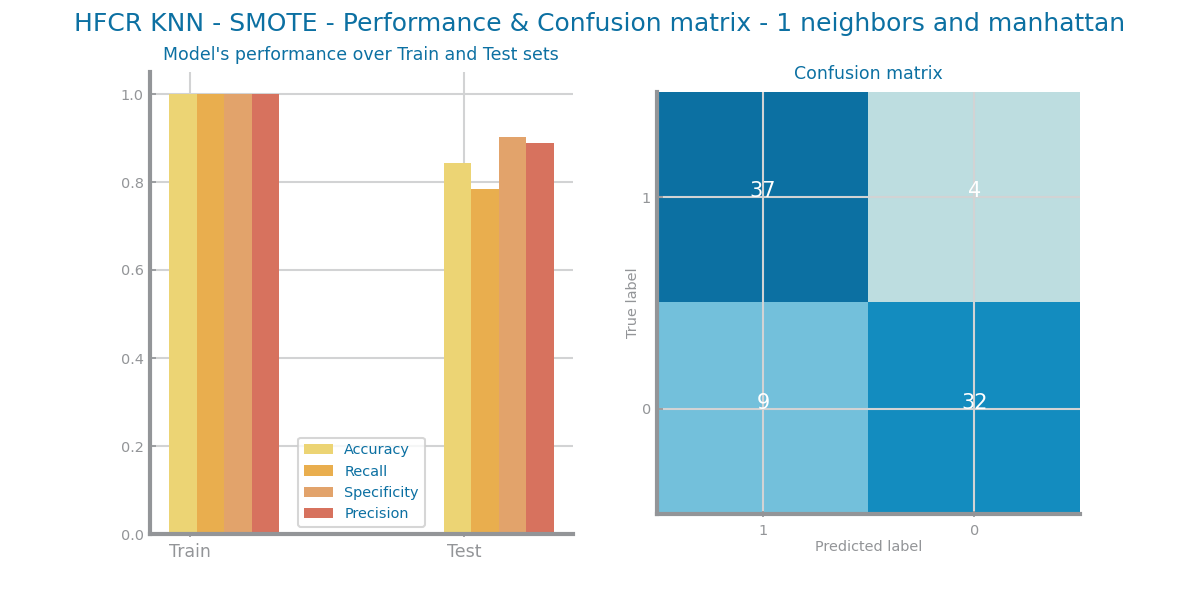 HFCR KNN - SMOTE - Performance & Confusion matrix - 1 neighbors and manhattan
Model's performance over Train and Test sets
1.0
0.8
0.6
0.4
0.2
0.0
Train
Test
Accuracy
Recall
Specificity
Precision
Confusion matrix
True label
1
0
37
4
9
32
1
0
Predicted label